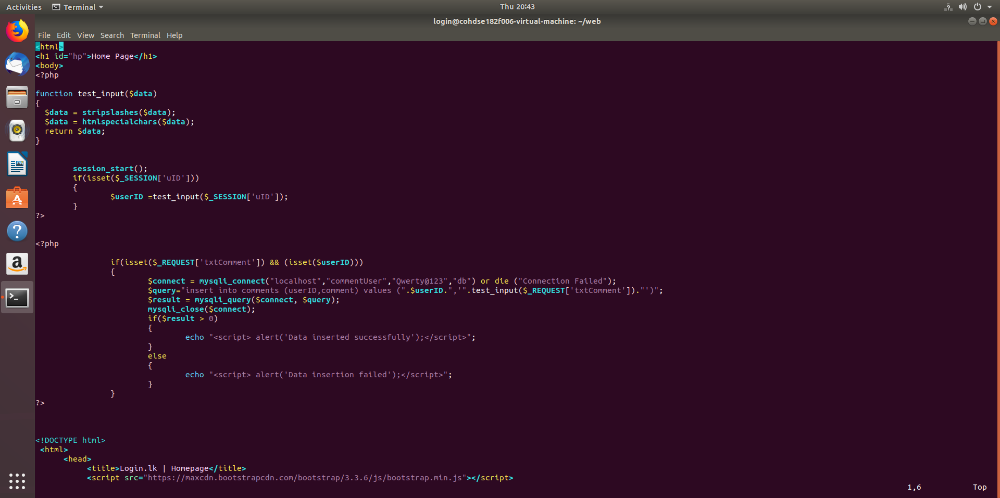 Activities Terminal Thu 20:43
login@cohdse182f006-virtual-machine: ~/web
File Edit View Search Terminal Help
<html>
<h1 id="hp">Home Page</h1>
<body>
<?php
function test_input($data)
{
  $data = stripslashes($data);
  $data = htmlspecialchars($data);
  return $data;
}
        session_start();
        if(isset($_SESSION['uID']))
        {
                $userID =test_input($_SESSION['uID']);
        }
?>
<?php
                if(isset($_REQUEST['txtComment']) && (isset($userID)))
                {
                        $connect = mysqli_connect("localhost","commentUser","Qwerty@123","db") or die ("Connection Failed");
                        $query="insert into comments (userID,comment) values (".$userID.",'".test_input($_REQUEST['txtComment'])."')";
                        $result = mysqli_query($connect, $query);
                        mysqli_close($connect);
                        if($result > 0)
                        {
                                echo "<script> alert('Data inserted successfully');</script>";
                        }
                        else
                        {
                                echo "<script> alert('Data insertion failed');</script>";
                        }
                }
?>
<!DOCTYPE html>
 <html>
      <head>
           <title>Login.lk | Homepage</title>
           <script src="https://maxcdn.bootstrapcdn.com/bootstrap/3.3.6/js/bootstrap.min.js"></script>
1,6 Top